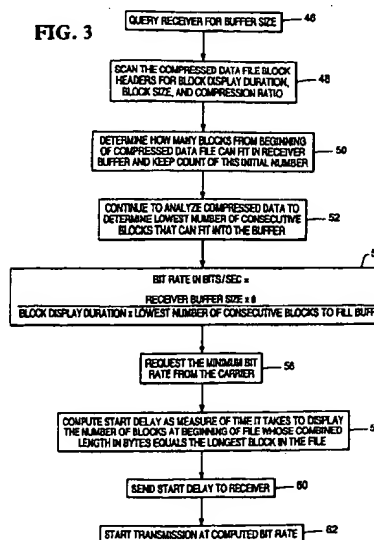 FIG. 3
QUERY RECEIVER FOR BUFFER SIZE
46
SCAN THE COMPRESSED DATA FILE BLOCK
HEADERS FOR BLOCK DISPLAY DURATION,
BLOCK SIZE, AND COMPRESSION RATIO
48
DETERMINE HOW MANY BLOCKS FROM BEGINNING
OF COMPRESSED DATA FILE CAN FIT IN RECEIVER
BUFFER AND KEEP COUNT OF THIS INITIAL NUMBER
50
CONTINUE TO ANALYZE COMPRESSED DATA TO
DETERMINE LOWEST NUMBER OF CONSECUTIVE
BLOCKS THAT CAN FIT INTO THE BUFFER
52
5
BIT RATE IN BITS/SEC =
RECEIVER BUFFER SIZE x 8
BLOCK DISPLAY DURATION x LOWEST NUMBER OF CONSECUTIVE BLOCKS TO FILL BUFF
REQUEST THE MINIMUM BIT
RATE FROM THE CARRIER
56
COMPUTE START DELAY AS MEASURE OF TIME IT TAKES TO DISPLAY
THE NUMBER OF BLOCKS AT BEGINNING OF FILE WHOSE COMBINED
LENGTH IN BYTES EQUALS THE LONGEST BLOCK IN THE FILE
5
SEND START DELAY TO RECEIVER
60
START TRANSMISSION AT COMPUTED BIT RATE
62